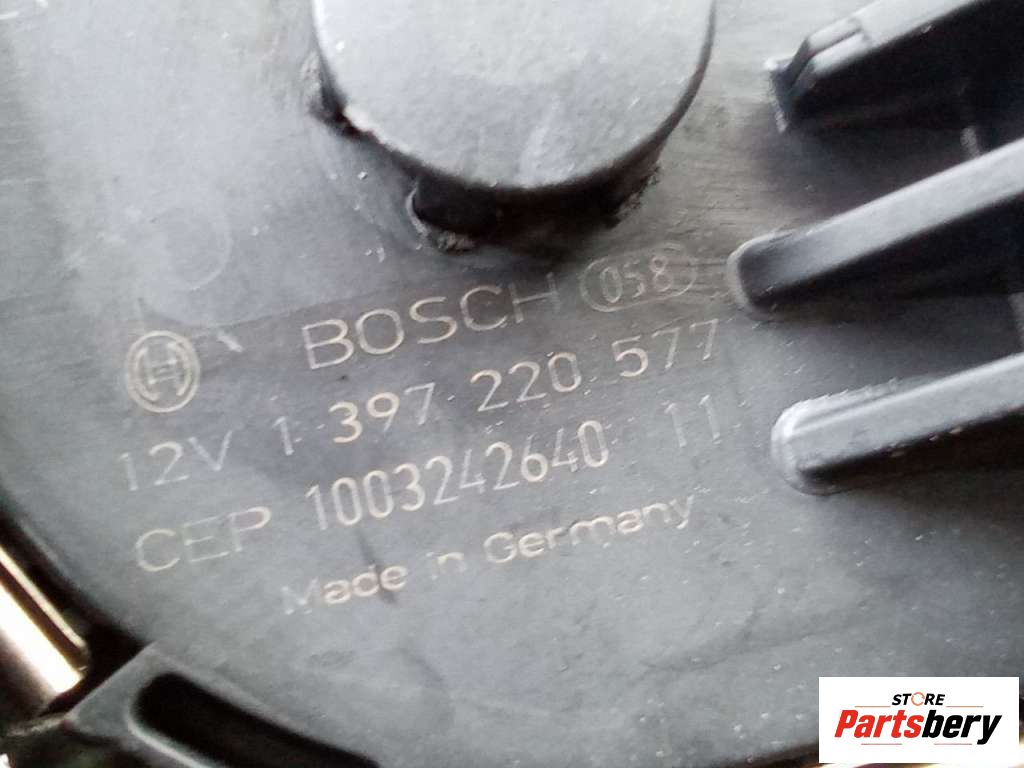 BOSCH 058
12V 1 397 220 577
CEP 1003242640 11
Made in Germany
STORE
Partsbery